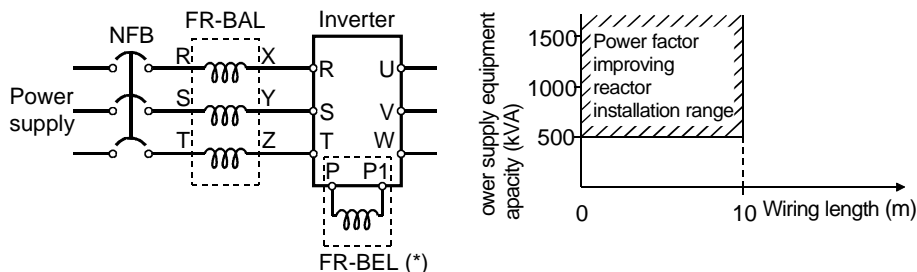 FR-BAL
Inverter
NFB
R X R U
Power supply
S Y S V
T Z T W
P P1
FR-BEL (*)
ower supply equipment
apacity (kVA)
1500
1000
500
Power factor
improving
reactor
installation range
0
10
Wiring length (m)